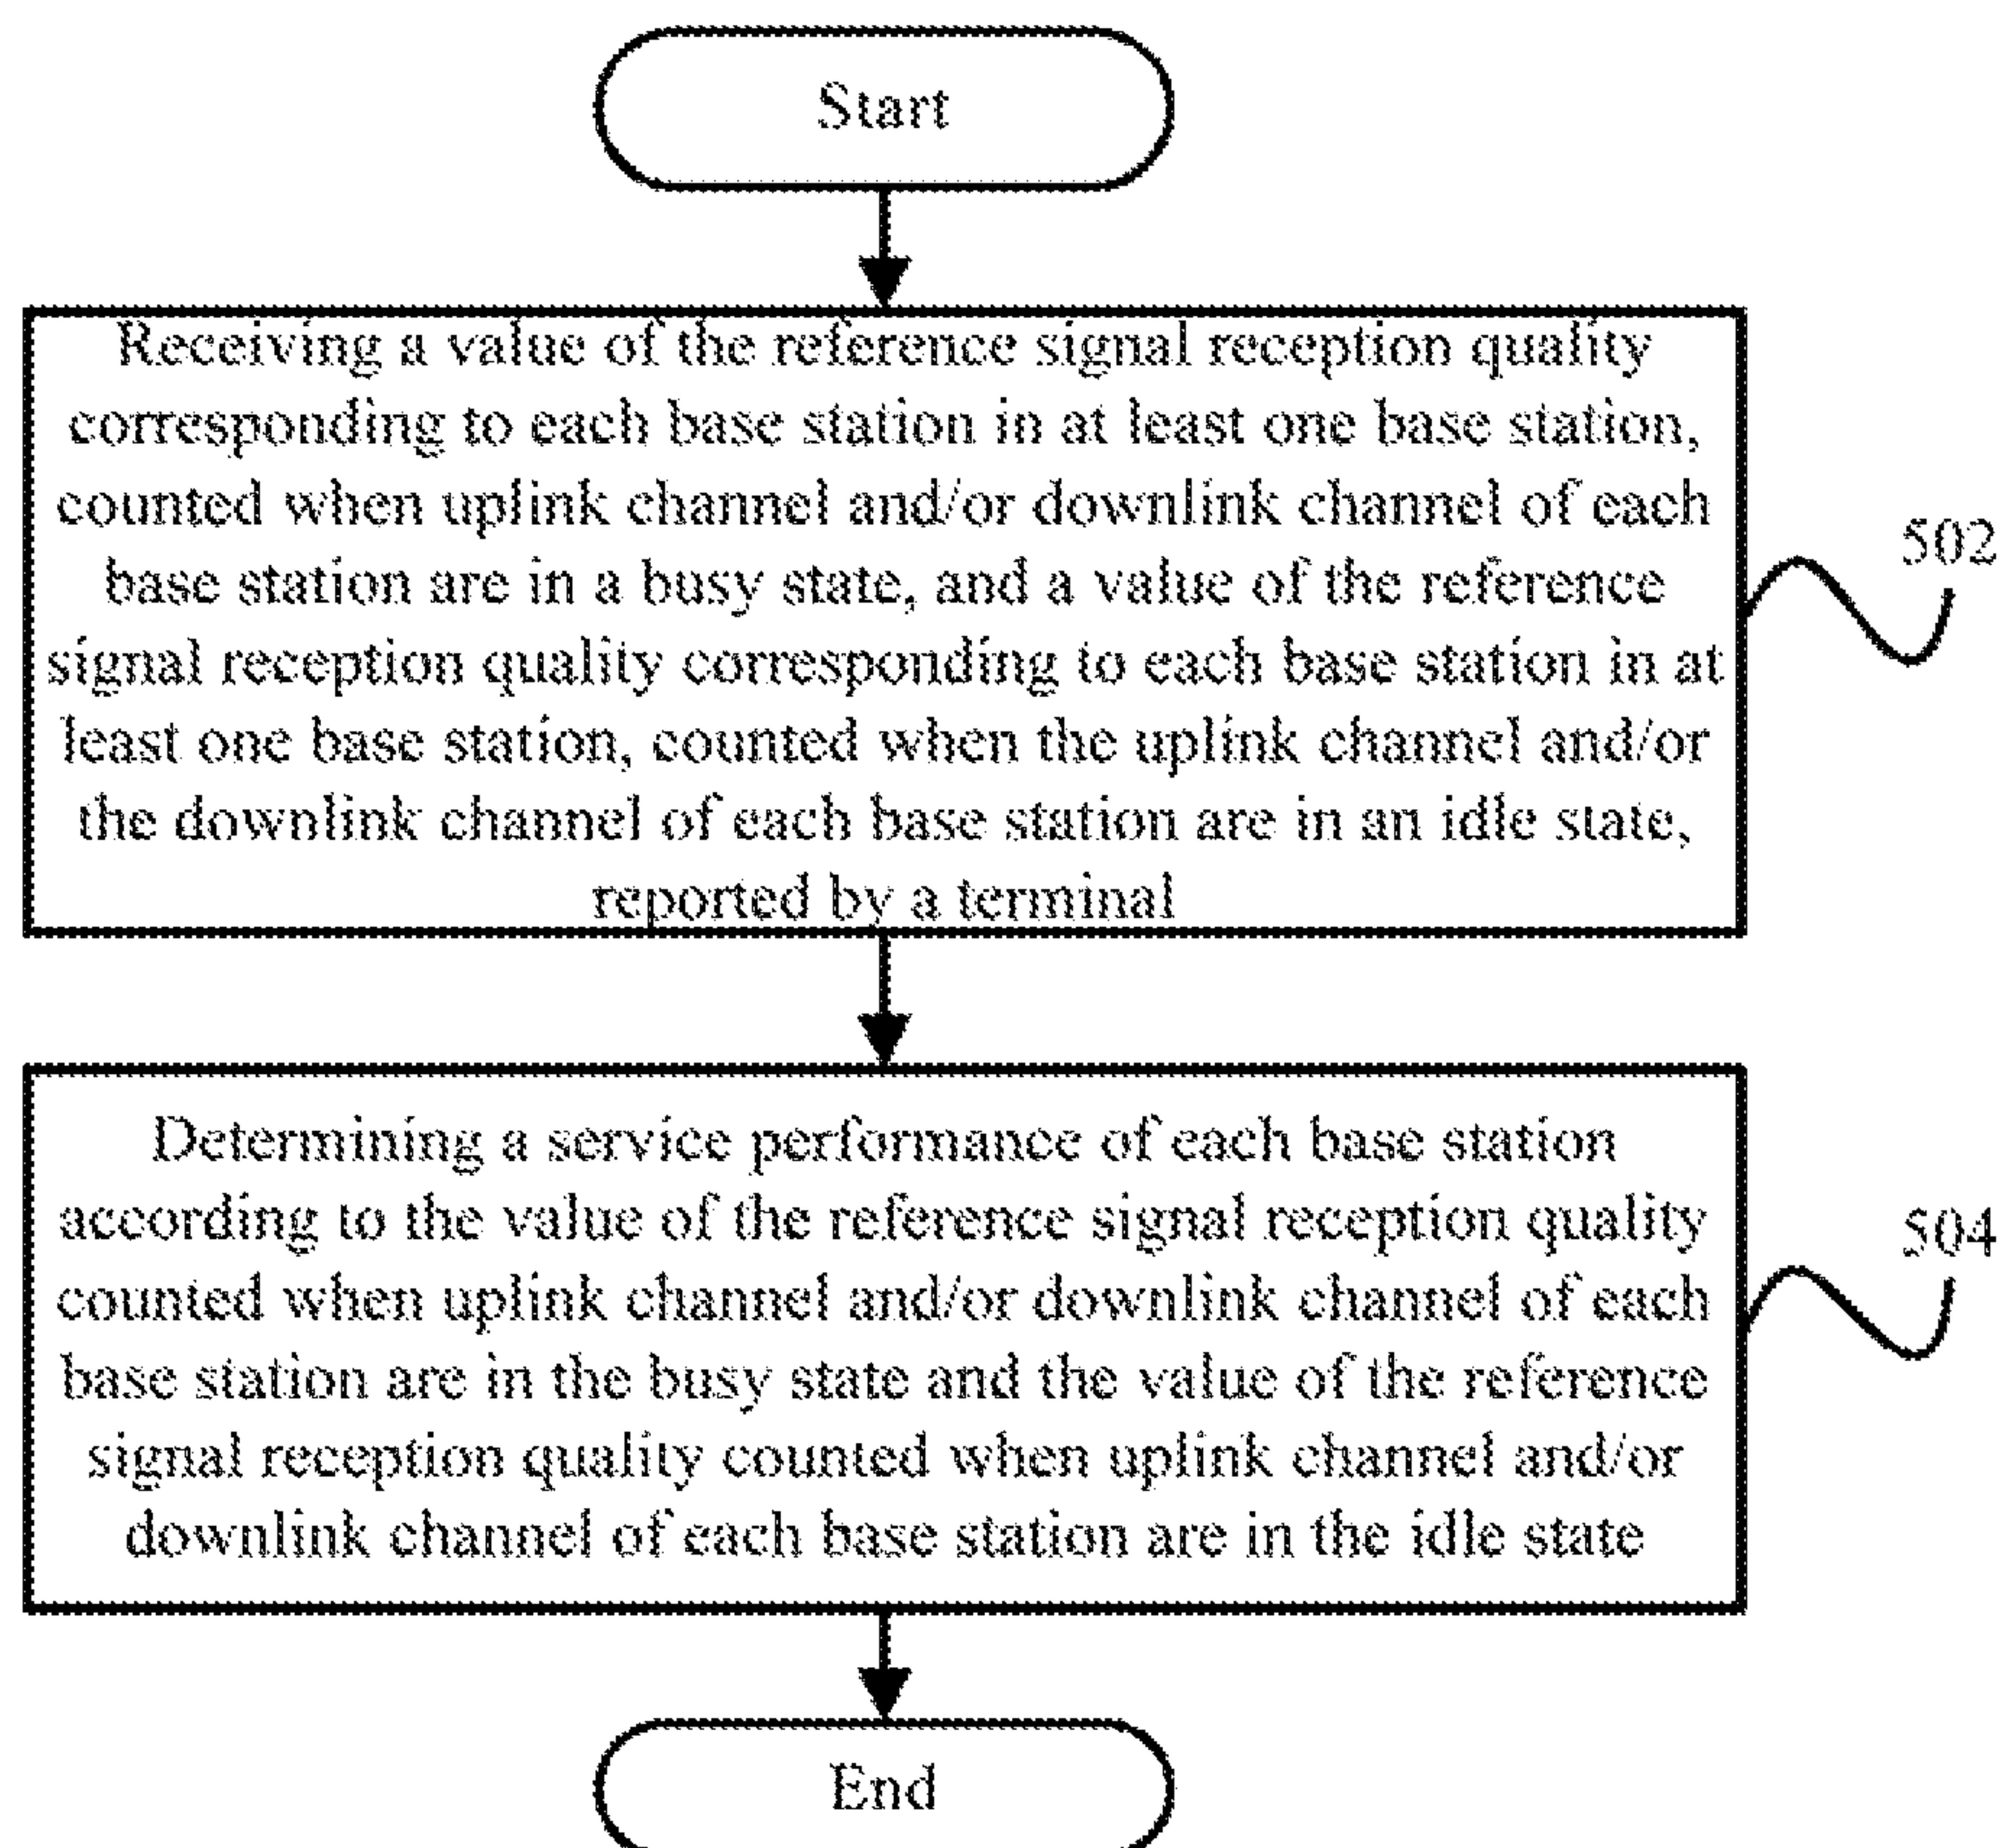 Start
Receiving a value of the reference signal reception quality
corresponding to each base station in at least one base station,
counted when uplink channel and/or downlink channel of each
base station are in a busy state, and a value of the reference
signal reception quality corresponding to each base station in at
least one base station, counted when the uplink channel and/or
the downlink channel of each base station are in an idle state,
reported by a terminal
502
Determining a service performance of each base station
according to the value of the reference signal reception quality
counted when uplink channel and/or downlink channel of each
base station are in the busy state and the value of the reference
signal reception quality counted when uplink channel and/or
downlink channel of each base station are in the idle state
504
End